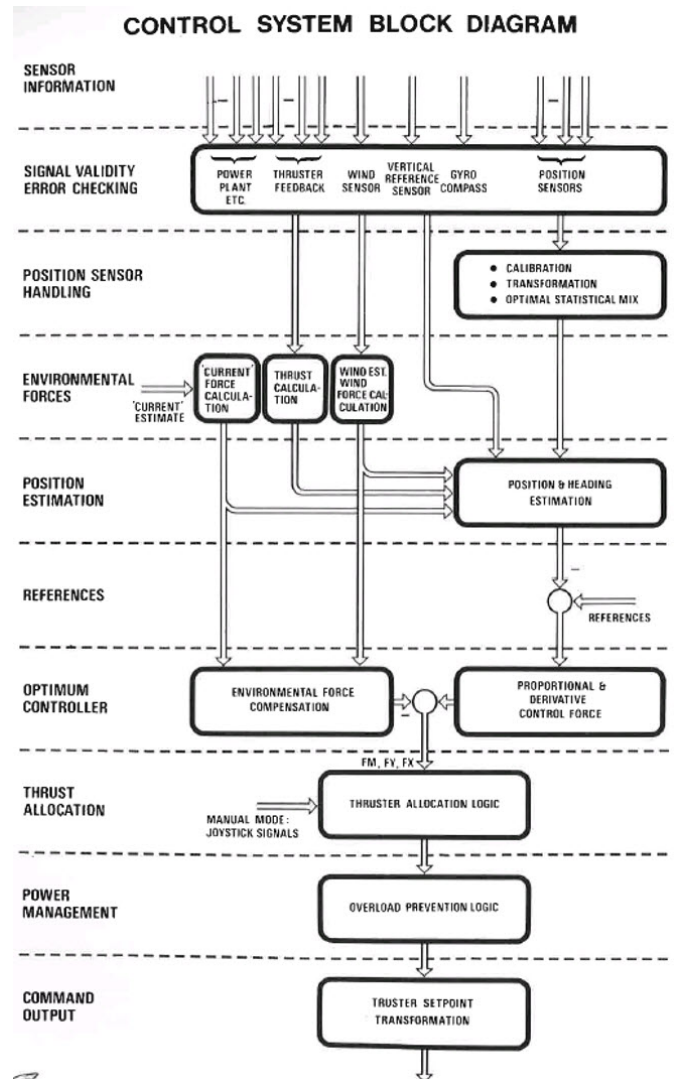 CONTROL SYSTEM BLOCK DIAGRAM
SENSOR
INFORMATION
SIGNAL VALIDITY
ERROR CHECKING
POWER
PLANT
ETC.
THRUSTER
FEEDBACK
WIND
SENSOR
VERTICAL
REFERENCE
SENSOR
GYRO
COMPASS
POSITION
SENSORS
POSITION SENSOR
HANDLING
• CALIBRATION
• TRANSFORMATION
• OPTIMAL STATISTICAL MIX
ENVIRONMENTAL
FORCES
'CURRENT'
ESTIMATE
'CURRENT'
FORCE
CALCULA-
TION
THRUST
CALCULA-
TION
WIND EST.
WIND
FORCE CAL-
CULATION
POSITION
ESTIMATION
POSITION & HEADING
ESTIMATION
REFERENCES
–
REFERENCES
OPTIMUM
CONTROLLER
ENVIRONMENTAL FORCE
COMPENSATION
–
PROPORTIONAL &
DERIVATIVE
CONTROL FORCE
FM, FY, FX
THRUST
ALLOCATION
MANUAL MODE:
JOYSTICK SIGNALS
THRUSTER ALLOCATION LOGIC
POWER
MANAGEMENT
OVERLOAD PREVENTION LOGIC
COMMAND
OUTPUT
TRUSTER SETPOINT
TRANSFORMATION